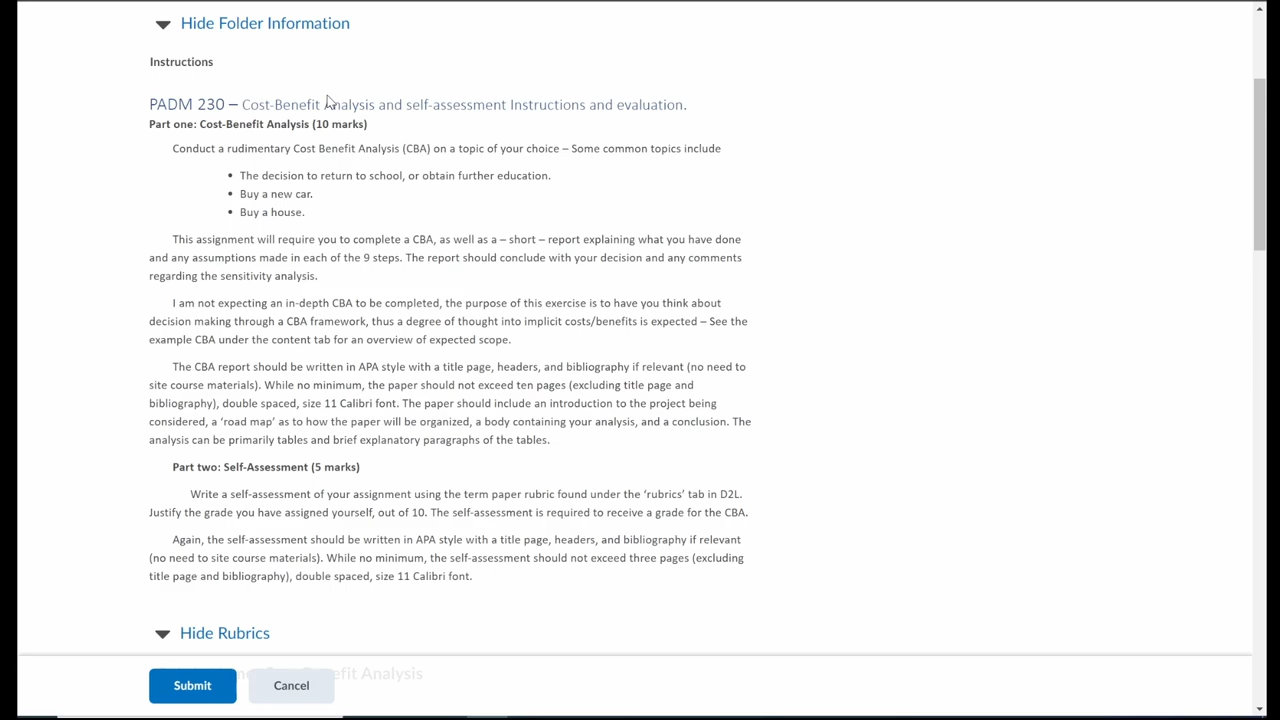 Hide Folder Information
Instructions
PADM 230 – Cost-Benefit Analysis and self-assessment Instructions and evaluation.
Part one: Cost-Benefit Analysis (10 marks)
Conduct a rudimentary Cost Benefit Analysis (CBA) on a topic of your choice – Some common topics include
• The decision to return to school, or obtain further education.
• Buy a new car.
• Buy a house.
This assignment will require you to complete a CBA, as well as a – short – report explaining what you have done
and any assumptions made in each of the 9 steps. The report should conclude with your decision and any comments
regarding the sensitivity analysis.
I am not expecting an in-depth CBA to be completed, the purpose of this exercise is to have you think about
decision making through a CBA framework, thus a degree of thought into implicit costs/benefits is expected – See the
example CBA under the content tab for an overview of expected scope.
The CBA report should be written in APA style with a title page, headers, and bibliography if relevant (no need to
site course materials). While no minimum, the paper should not exceed ten pages (excluding title page and
bibliography), double spaced, size 11 Calibri font. The paper should include an introduction to the project being
considered, a ‘road map’ as to how the paper will be organized, a body containing your analysis, and a conclusion. The
analysis can be primarily tables and brief explanatory paragraphs of the tables.
Part two: Self-Assessment (5 marks)
Write a self-assessment of your assignment using the term paper rubric found under the ‘rubrics’ tab in D2L.
Justify the grade you have assigned yourself, out of 10. The self-assessment is required to receive a grade for the CBA.
Again, the self-assessment should be written in APA style with a title page, headers, and bibliography if relevant
(no need to site course materials). While no minimum, the self-assessment should not exceed three pages (excluding
title page and bibliography), double spaced, size 11 Calibri font.
Hide Rubrics
Analysis
Submit Cancel